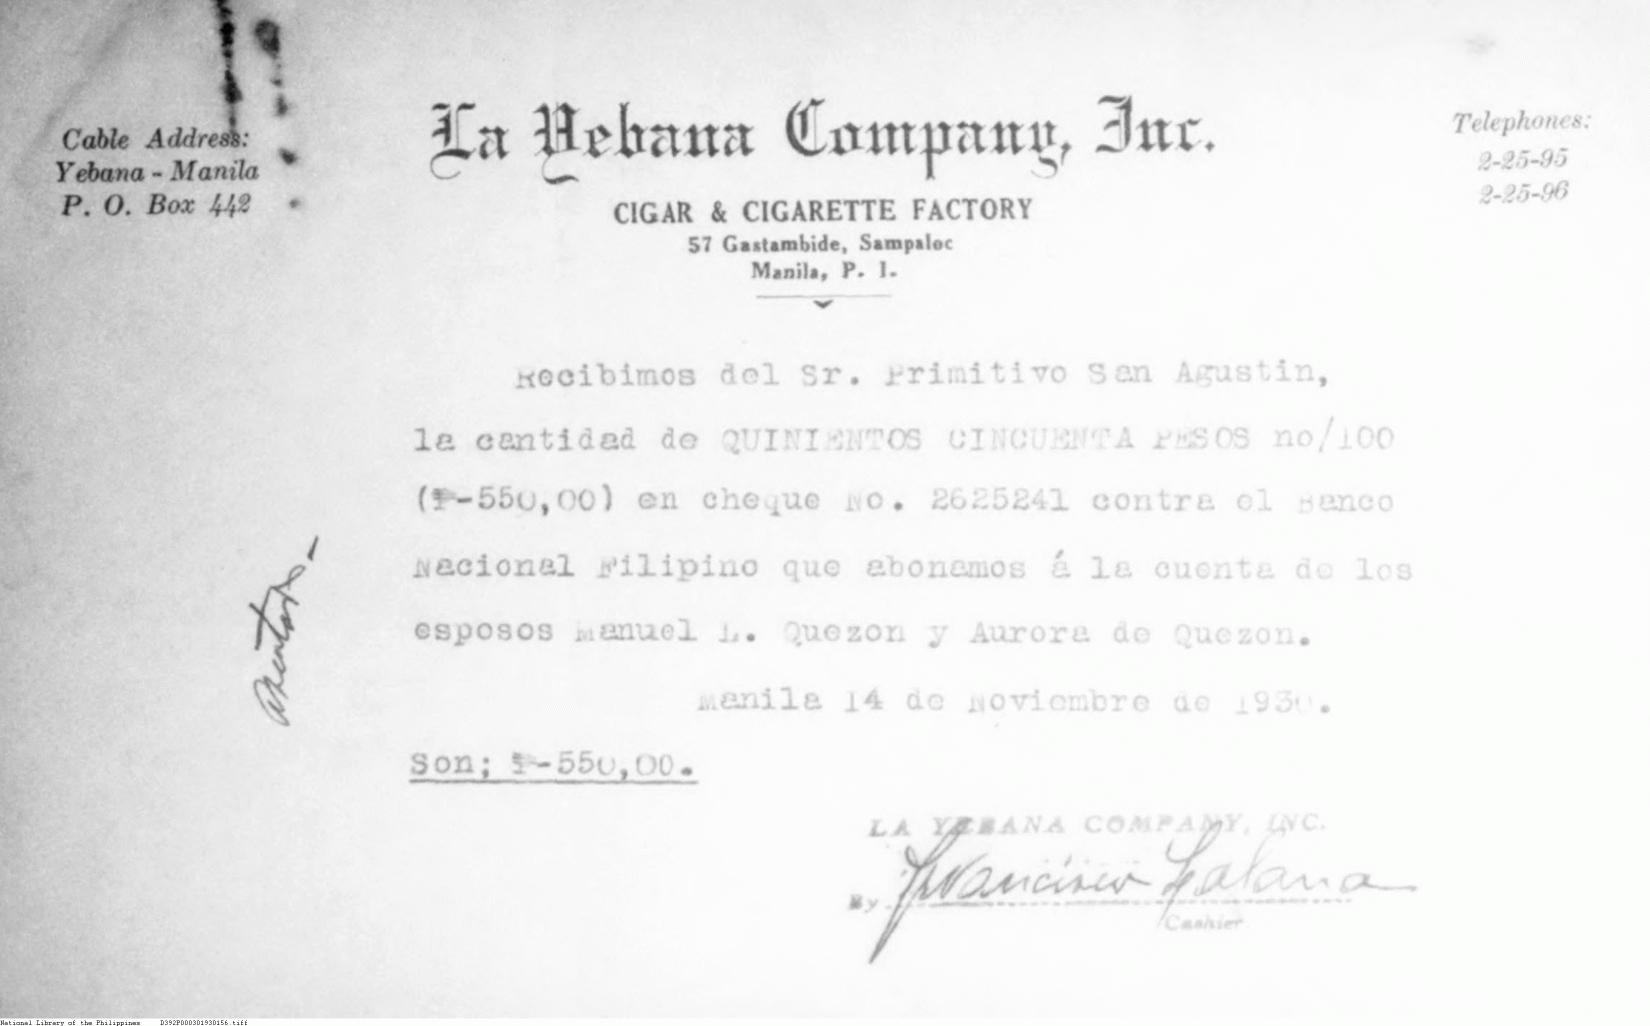 Cable Address:
Yebana - Manila
P. O. Box 442
La Yebana Company, Inc.
CIGAR & CIGARETTE FACTORY
57 Gastambide, Sampaloc
Manila, P. I.
Telephones:
2-25-95
2-25-96
Recibimos del Sr. Primitivo San Agustin,
la cantidad de QUINIENTOS CINCUENTA PESOS no/100
(₱-550,00) en cheque No. 2625241 contra el Banco
Nacional Filipino que abonamos á la cuenta de los
esposos Manuel L. Quezon y Aurora de Quezon.
Manila 14 de Noviembre de 1930.
Son; ₱-550,00.
LA YEBANA COMPANY, INC.
By Francisco
Cashier
National Library of the Philippines D392P000301930156.tiff